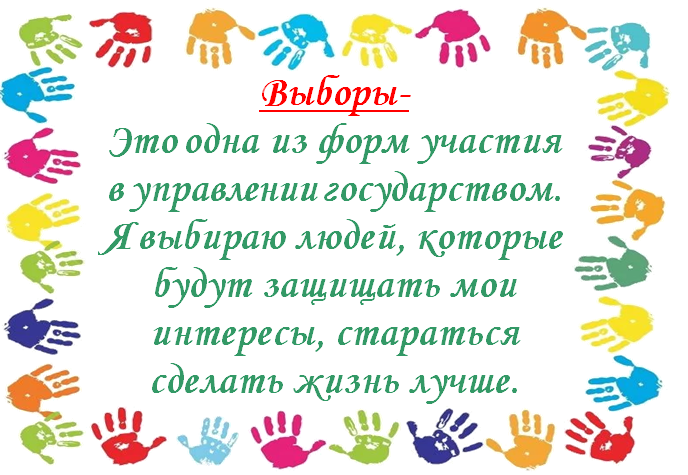 Выборы-
Это одна из форм участия
в управлении государством.
Я выбираю людей, которые
будут защищать мои
интересы, стараться
сделать жизнь лучше.